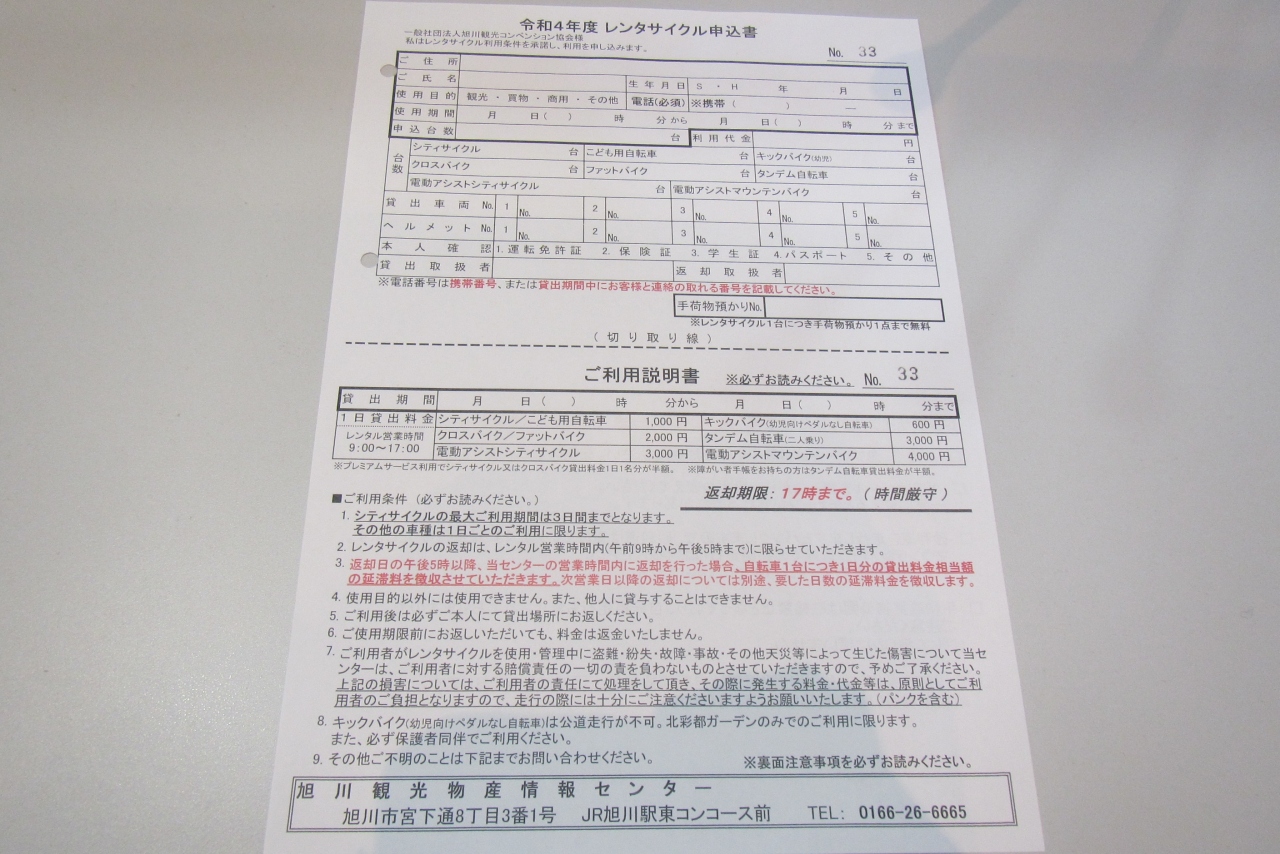 令和4年度 レンタサイクル申込書
一般社団法人旭川観光コンベンション協会様
私はレンタサイクル利用条件を承諾し、利用を申し込みます。
No. 33
ご住所
ご氏名 生年月日 S ・ H 年 月 日
使用目的 観光 ・ 買物 ・ 商用 ・ その他 電話(必須) ※携帯 ( ) ―
使用期間 月 日( ) 時 分から 月 日( ) 時 分まで
申込台数 台 利用代金 円
台数 シティサイクル 台 こども用自転車 台 キックバイク(幼児) 台
クロスバイク 台 ファットバイク 台 タンデム自転車 台
電動アシストシティサイクル 台 電動アシストマウンテンバイク 台
貸出車両 No. 1 No. 2 No. 3 No. 4 No. 5 No.
ヘルメット No. 1 No. 2 No. 3 No. 4 No. 5 No.
本人確認 1. 運転免許証 2. 保険証 3. 学生証 4. パスポート 5. その他
貸出取扱者 返却取扱者
※電話番号は携帯番号、または貸出期間中にお客様と連絡の取れる番号を記載してください。
手荷物預かりNo.
※レンタサイクル1台につき手荷物預かり1点まで無料
( 切り取り線 )
ご利用説明書 ※必ずお読みください。 No. 33
貸出期間 月 日( ) 時 分から 月 日( ) 時 分まで
1日貸出料金 シティサイクル/こども用自転車 1,000 円 キックバイク(幼児向けペダルなし自転車) 600 円
レンタル営業時間 クロスバイク/ファットバイク 2,000 円 タンデム自転車(二人乗り) 3,000 円
9:00~17:00 電動アシストシティサイクル 3,000 円 電動アシストマウンテンバイク 4,000 円
※プレミアムサービス利用でシティサイクル又はクロスバイク貸出料金1日1名分が半額。 ※障がい者手帳をお持ちの方はタンデム自転車貸出料金が半額。
返却期限: 17時まで。( 時間厳守 )
■ご利用条件 (必ずお読みください。)
1. シティサイクルの最大ご利用期間は3日間までとなります。
その他の車種は1日ごとのご利用に限ります。
2. レンタサイクルの返却は、レンタル営業時間内(午前9時から午後5時まで)に限らせていただきます。
3. 返却日の午後5時以降、当センターの営業時間内に返却を行った場合、自転車1台につき1日分の貸出料金相当額
の延滞料を徴収させていただきます。次営業日以降の返却については別途、要した日数の延滞料金を徴収します。
4. 使用目的以外には使用できません。また、他人に貸与することはできません。
5. ご利用後は必ずご本人にて貸出場所にお返しください。
6. ご使用期限前にお返しいただいても、料金は返金いたしません。
7. ご利用者がレンタサイクルを使用・管理中に盗難・紛失・故障・事故・その他天災等によって生じた傷害について当セ
ンターは、ご利用者に対する賠償責任の一切の責を負わないものとさせていただきますので、予めご了承ください。
上記の損害については、ご利用者の責任にて処理をして頂き、その際に発生する料金・代金等は、原則としてご利
用者のご負担となりますので、走行の際には十分にご注意くださいますようお願いいたします。(パンクを含む)
8. キックバイク(幼児向けペダルなし自転車)は公道走行が不可。北彩都ガーデンのみでのご利用に限ります。
また、必ず保護者同伴でご利用ください。
9. その他ご不明のことは下記までお問い合わせください。
※裏面注意事項を必ずお読みください。
旭川観光物産情報センター
旭川市宮下通8丁目3番1号 JR旭川駅東コンコース前 TEL: 0166-26-6665